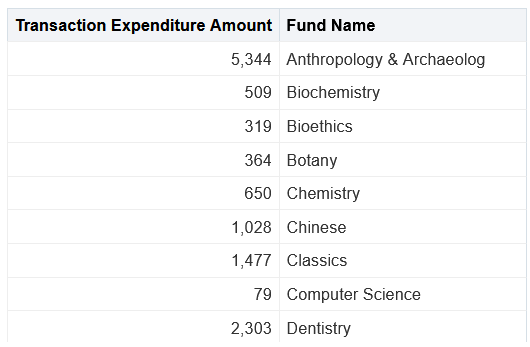 Transaction Expenditure Amount Fund Name
5,344 Anthropology & Archaeolog
509 Biochemistry
319 Bioethics
364 Botany
650 Chemistry
1,028 Chinese
1,477 Classics
79 Computer Science
2,303 Dentistry